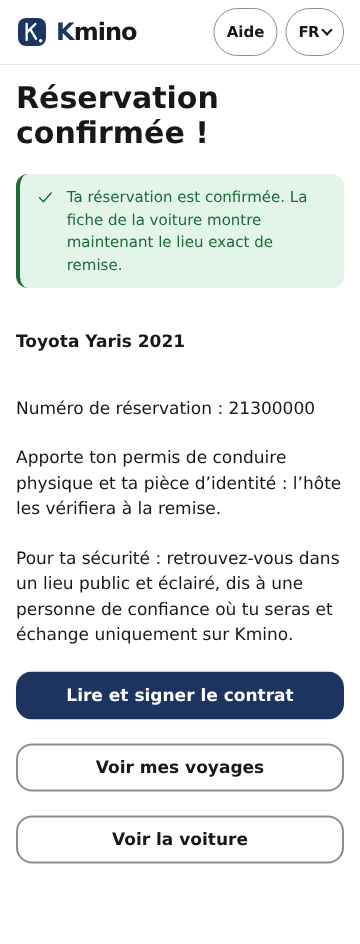 K. Kmino
Aide
FR
Réservation
confirmée !
Ta réservation est confirmée. La
fiche de la voiture montre
maintenant le lieu exact de
remise.
Toyota Yaris 2021
Numéro de réservation : 21300000
Apporte ton permis de conduire
physique et ta pièce d’identité : l’hôte
les vérifiera à la remise.
Pour ta sécurité : retrouvez-vous dans
un lieu public et éclairé, dis à une
personne de confiance où tu seras et
échange uniquement sur Kmino.
Lire et signer le contrat
Voir mes voyages
Voir la voiture